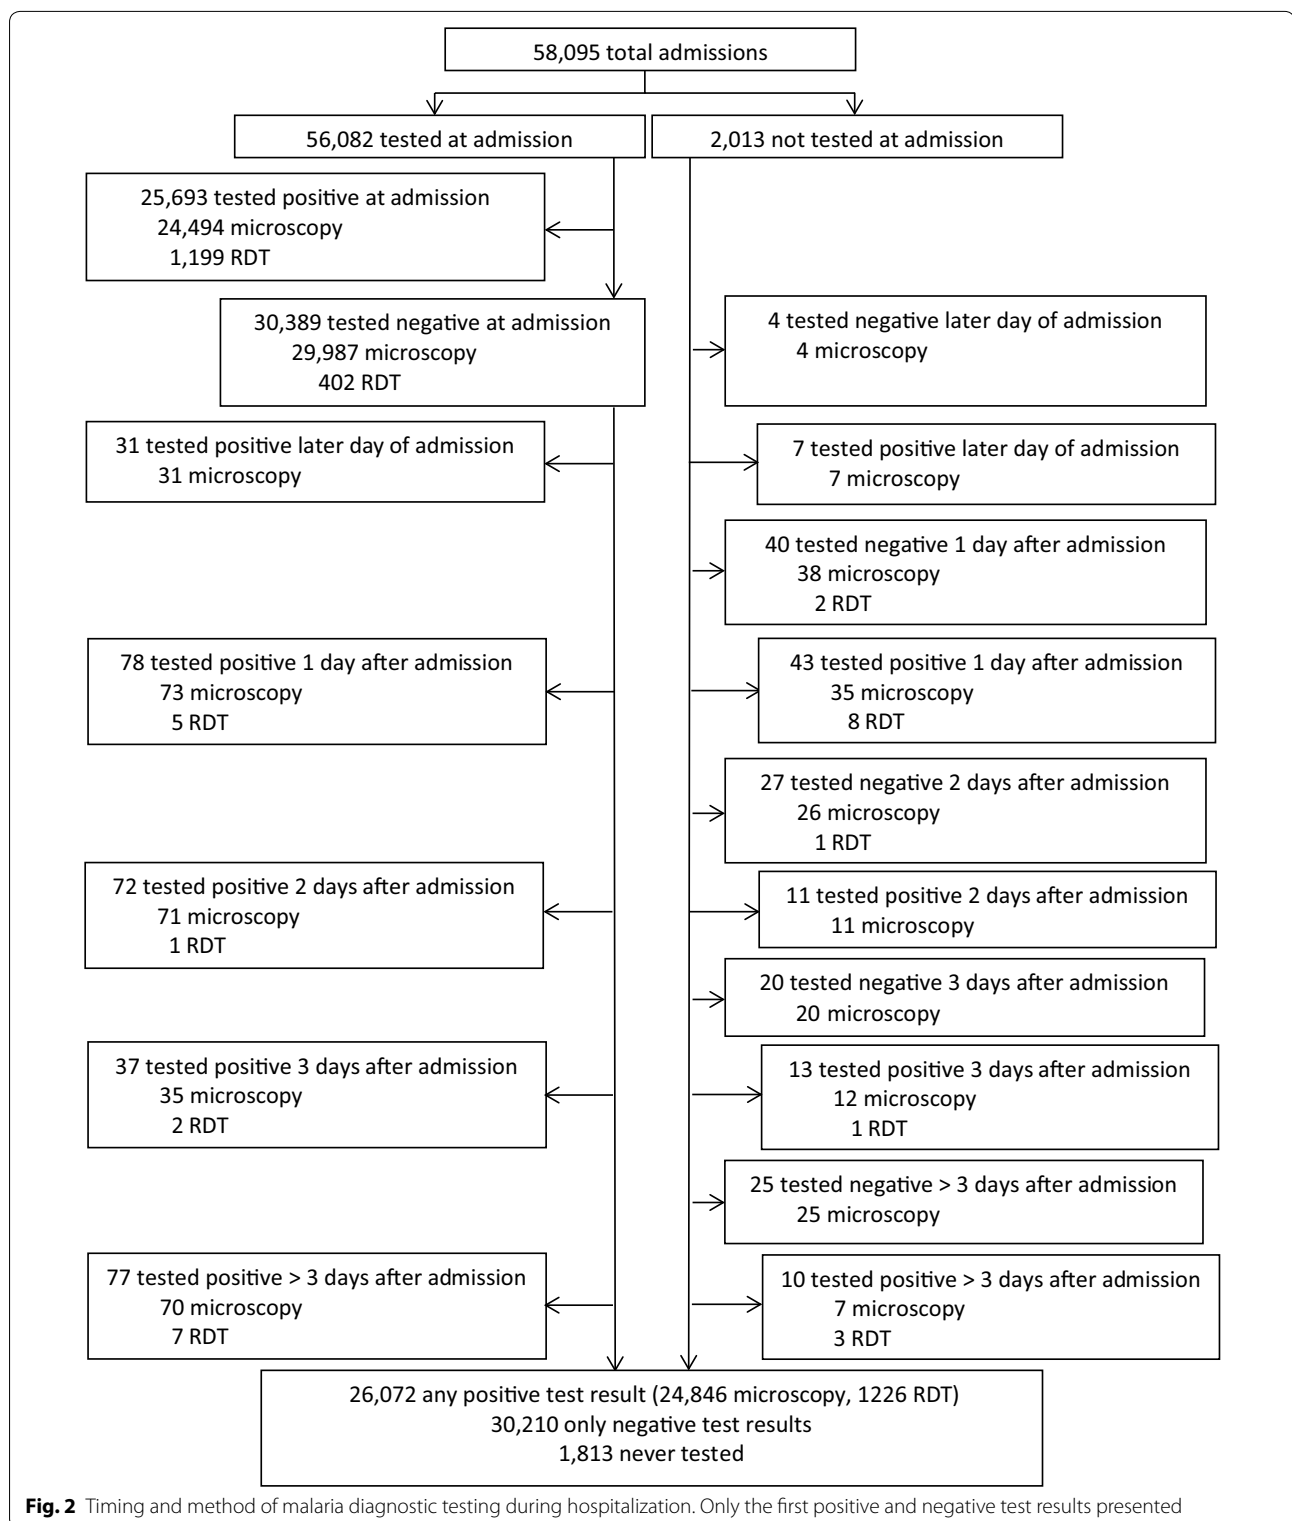 58,095 total admissions
56,082 tested at admission
2,013 not tested at admission
25,693 tested positive at admission
24,494 microscopy
1,199 RDT
30,389 tested negative at admission
29,987 microscopy
402 RDT
4 tested negative later day of admission
4 microscopy
31 tested positive later day of admission
31 microscopy
7 tested positive later day of admission
7 microscopy
40 tested negative 1 day after admission
38 microscopy
2 RDT
78 tested positive 1 day after admission
73 microscopy
5 RDT
43 tested positive 1 day after admission
35 microscopy
8 RDT
27 tested negative 2 days after admission
26 microscopy
1 RDT
72 tested positive 2 days after admission
71 microscopy
1 RDT
11 tested positive 2 days after admission
11 microscopy
20 tested negative 3 days after admission
20 microscopy
37 tested positive 3 days after admission
35 microscopy
2 RDT
13 tested positive 3 days after admission
12 microscopy
1 RDT
25 tested negative > 3 days after admission
25 microscopy
77 tested positive > 3 days after admission
70 microscopy
7 RDT
10 tested positive > 3 days after admission
7 microscopy
3 RDT
26,072 any positive test result (24,846 microscopy, 1226 RDT)
30,210 only negative test results
1,813 never tested
Fig. 2 Timing and method of malaria diagnostic testing during hospitalization. Only the first positive and negative test results presented